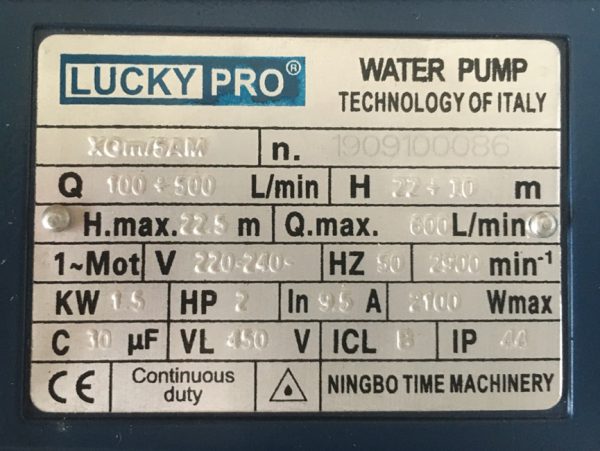 LUCKY PRO®
WATER PUMP
TECHNOLOGY OF ITALY
XGm/5AM n. 1909100086
Q 100÷500 L/min H 22÷10 m
H.max. 22.5 m Q.max. 600 L/min
1~Mot V 220-240~ HZ 50 2900 min-1
KW 1.5 HP 2 In 9.5 A 2100 Wmax
C 30 µF VL 450 V ICL B IP 44
CE Continuous duty NINGBO TIME MACHINERY